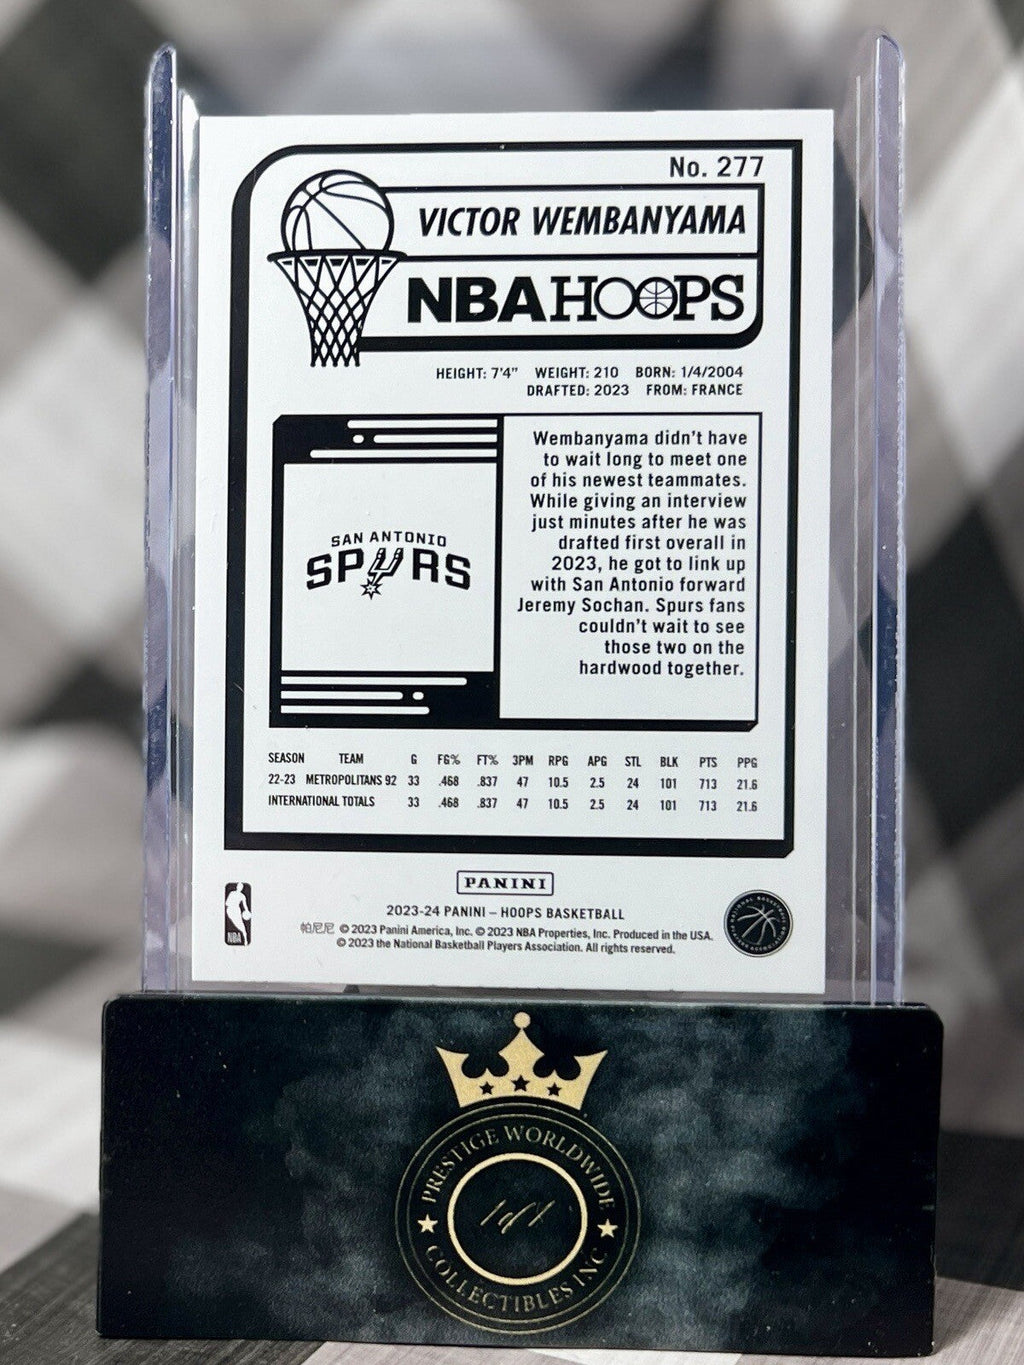 No. 277
VICTOR WEMBANYAMA
NBA HOOPS
HEIGHT: 7'4" WEIGHT: 210 BORN: 1/4/2004
DRAFTED: 2023 FROM: FRANCE
SAN ANTONIO
SPURS
Wembanyama didn't have
to wait long to meet one
of his newest teammates.
While giving an interview
just minutes after he was
drafted first overall in
2023, he got to link up
with San Antonio forward
Jeremy Sochan. Spurs fans
couldn't wait to see
those two on the
hardwood together.
SEASON TEAM G FG% FT% 3PM RPG APG STL BLK PTS PPG
22-23 METROPOLITANS 92 33 .468 .837 47 10.5 2.5 24 101 713 21.6
INTERNATIONAL TOTALS 33 .468 .837 47 10.5 2.5 24 101 713 21.6
PANINI
2023-24 PANINI – HOOPS BASKETBALL
帕尼尼 © 2023 Panini America, Inc. © 2023 NBA Properties, Inc. Produced in the USA.
© 2023 the National Basketball Players Association. All rights reserved.
NBA
NATIONAL BASKETBALL
PLAYERS ASSOCIATION
PRESTIGE WORLDWIDE
1of1
COLLECTIBLES INC